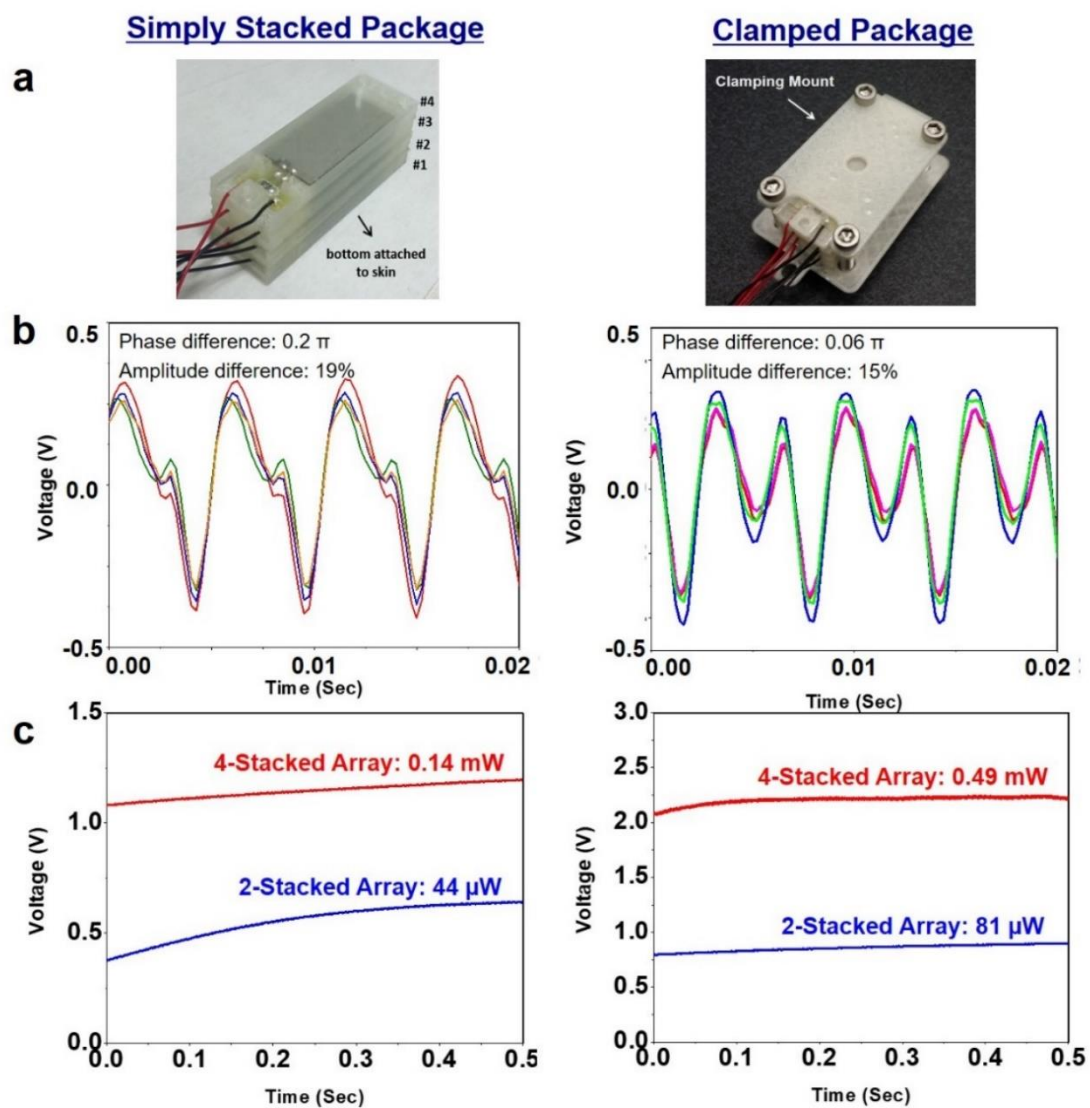 Simply Stacked Package
Clamped Package
a
#4
#3
#2
#1
bottom attached
to skin
Clamping Mount
b
0.5
Phase difference: 0.2 π
Amplitude difference: 19%
Voltage (V)
0.0
-0.5
0.00
0.01
0.02
Time (Sec)
0.5
Phase difference: 0.06 π
Amplitude difference: 15%
Voltage (V)
0.0
-0.5
0.00
0.01
0.02
Time (Sec)
c
1.5
4-Stacked Array: 0.14 mW
1.0
Voltage (V)
2-Stacked Array: 44 µW
0.5
0.0
0.0
0.1
0.2
0.3
0.4
0.5
Time (Sec)
3.0
2.5
4-Stacked Array: 0.49 mW
2.0
Voltage (V)
1.5
1.0
2-Stacked Array: 81 µW
0.5
0.0
0.0
0.1
0.2
0.3
0.4
0.5
Time (Sec)